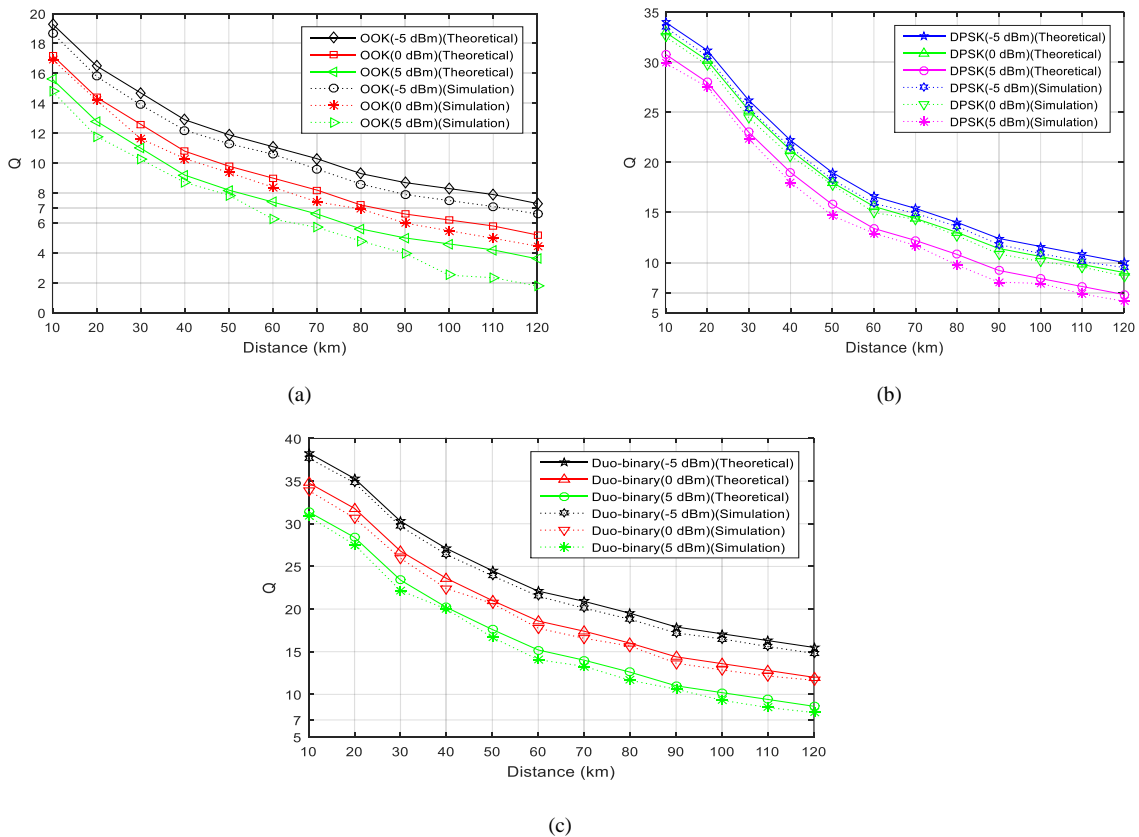 20
18
16
14
12
10
8
7
6
4
2
0
Q
10 20 30 40 50 60 70 80 90 100 110 120
Distance (km)
OOK(-5 dBm)(Theoretical)
OOK(0 dBm)(Theoretical)
OOK(5 dBm)(Theoretical)
OOK(-5 dBm)(Simulation)
OOK(0 dBm)(Simulation)
OOK(5 dBm)(Simulation)
(a)
35
30
25
20
15
10
7
5
Q
10 20 30 40 50 60 70 80 90 100 110 120
Distance (km)
DPSK(-5 dBm)(Theoretical)
DPSK(0 dBm)(Theoretical)
DPSK(5 dBm)(Theoretical)
DPSK(-5 dBm)(Simulation)
DPSK(0 dBm)(Simulation)
DPSK(5 dBm)(Simulation)
(b)
40
35
30
25
20
15
10
7
5
Q
10 20 30 40 50 60 70 80 90 100 110 120
Distance (km)
Duo-binary(-5 dBm)(Theoretical)
Duo-binary(0 dBm)(Theoretical)
Duo-binary(5 dBm)(Theoretical)
Duo-binary(-5 dBm)(Simulation)
Duo-binary(0 dBm)(Simulation)
Duo-binary(5 dBm)(Simulation)
(c)